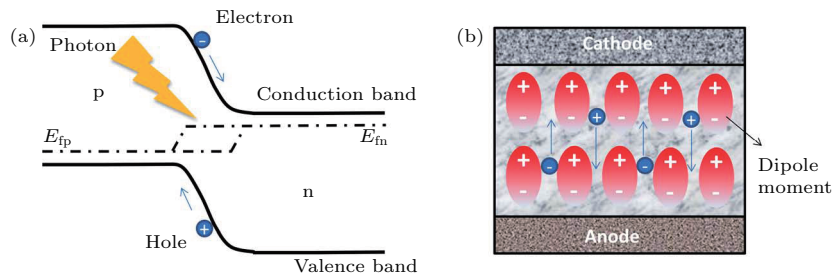 (a)
Electron
Photon
-
p
Conduction band
E_fp
E_fn
n
+
Hole
Valence band
(b)
Cathode
+ + + + +
- - + - - + -
+ + + + +
- -
- - - - -
Dipole
moment
Anode